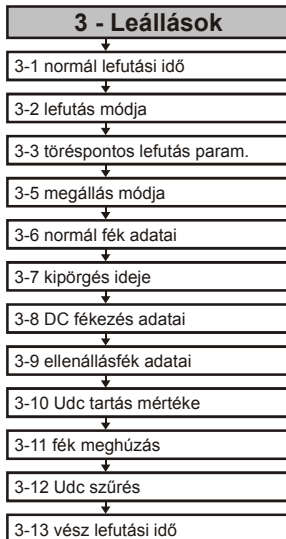 3 - Leállások
3-1 normál lefutási idő
3-2 lefutás módja
3-3 töréspontos lefutás param.
3-5 megállás módja
3-6 normál fék adatai
3-7 kipörgés ideje
3-8 DC fékezés adatai
3-9 ellenállásfék adatai
3-10 Udc tartás mértéke
3-11 fék meghúzás
3-12 Udc szűrés
3-13 vész lefutási idő